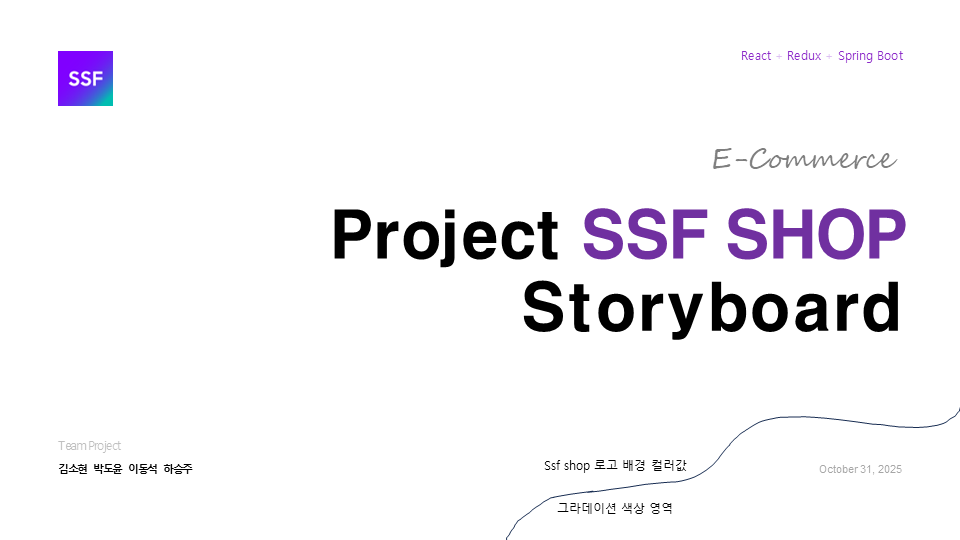 SSF
React + Redux + Spring Boot
E-Commerce
Project SSF SHOP
Storyboard
Team Project
김소현 박도윤 이동석 하승주
Ssf shop 로고 배경 컬러값
October 31, 2025
그라데이션 색상 영역